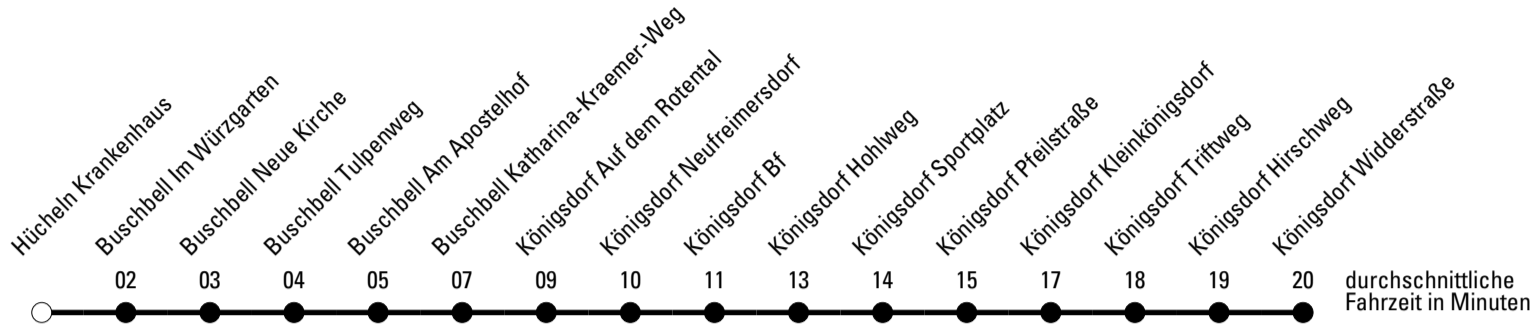 Hücheln Krankenhaus
Buschbell Im Würzgarten
Buschbell Neue Kirche
Buschbell Tulpenweg
Buschbell Am Apostelhof
Buschbell Katharina-Kraemer-Weg
Königsdorf Auf dem Rotental
Königsdorf Neufreimersdorf
Königsdorf Bf
Königsdorf Hohlweg
Königsdorf Sportplatz
Königsdorf Pfeilstraße
Königsdorf Kleinkönigsdorf
Königsdorf Triftweg
Königsdorf Hirschweg
Königsdorf Widderstraße
02 03 04 05 07 09 10 11 13 14 15 17 18 19 20
durchschnittliche
Fahrzeit in Minuten